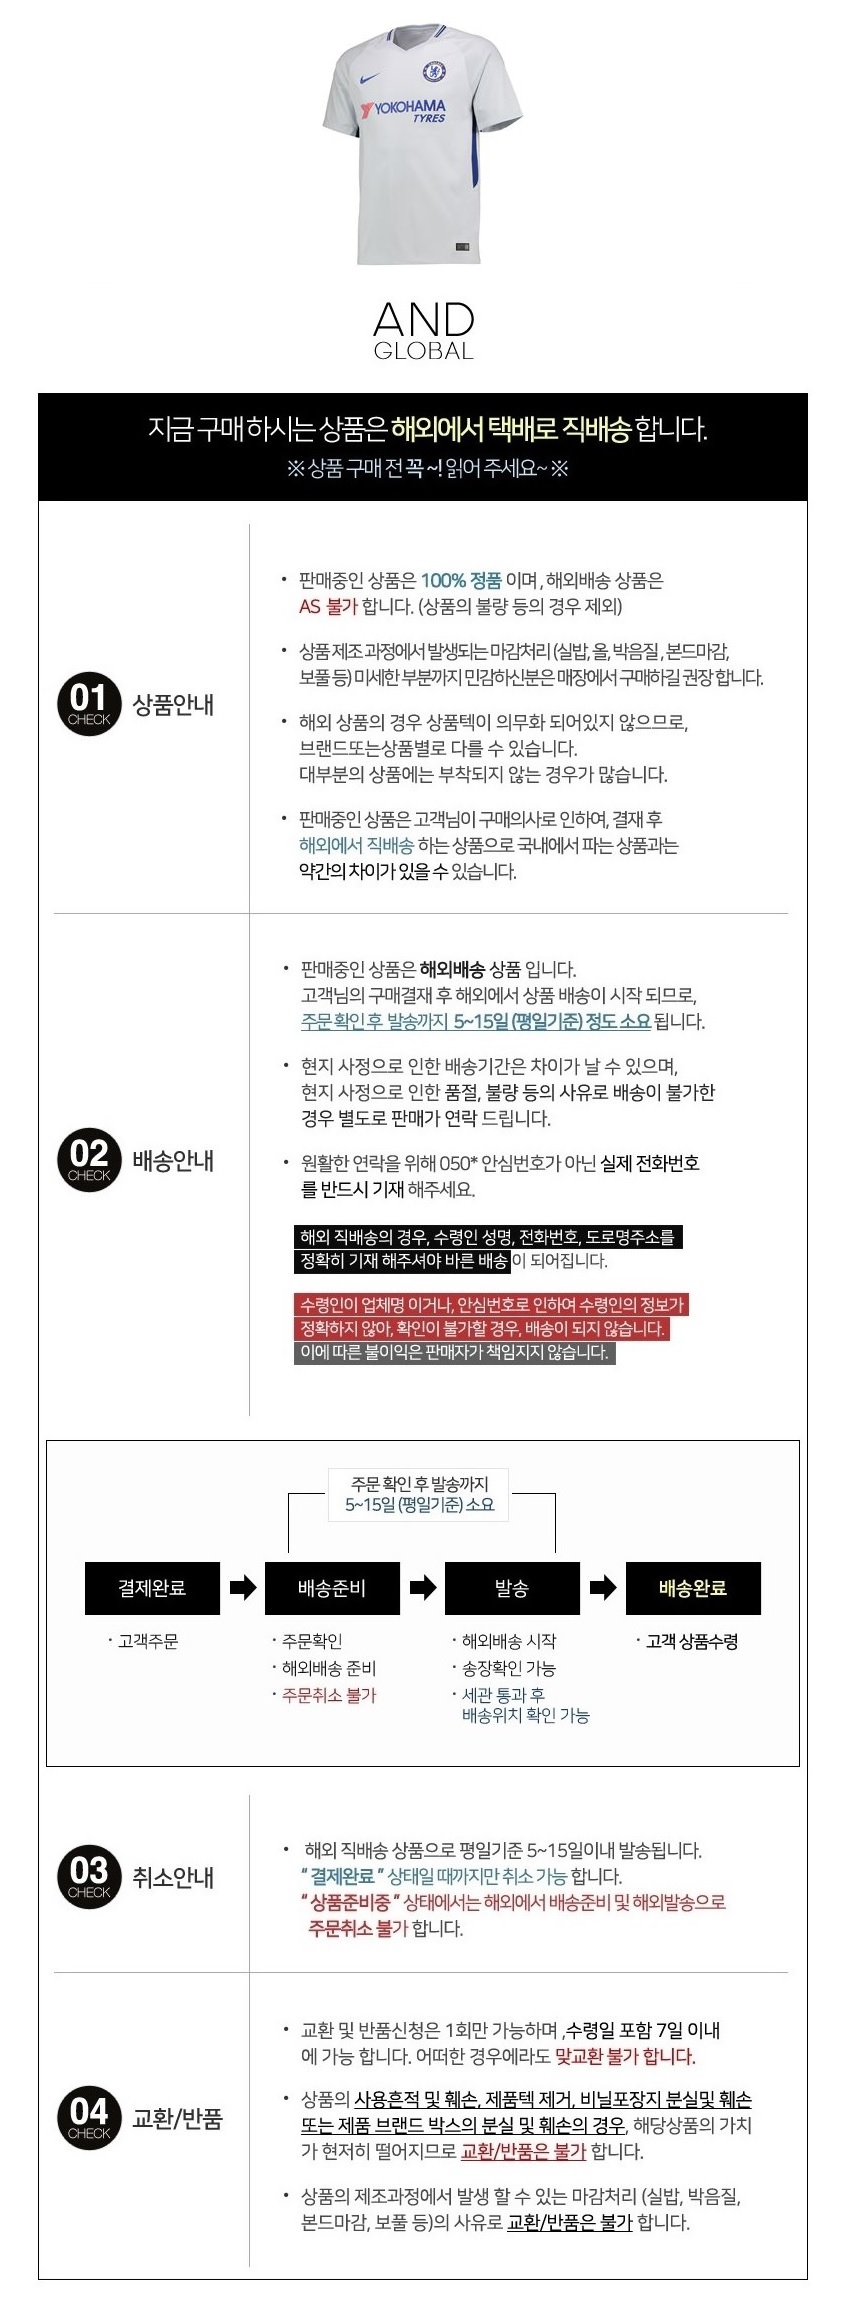 YOKOHAMA
TYRES
AND
GLOBAL
지금 구매 하시는 상품은 해외에서 택배로 직배송 합니다.
※ 상품 구매 전 꼭 ~! 읽어 주세요~ ※
01
CHECK
상품안내
• 판매중인 상품은 100% 정품 이며, 해외배송 상품은
AS 불가 합니다. (상품의 불량 등의 경우 제외)
• 상품 제조 과정에서 발생되는 마감처리 (실밥, 올, 박음질, 본드마감,
보풀 등) 미세한 부분까지 민감하신분은 매장에서 구매하길 권장 합니다.
• 해외 상품의 경우 상품텍이 의무화 되어있지 않으므로,
브랜드또는상품별로 다를 수 있습니다.
대부분의 상품에는 부착되지 않는 경우가 많습니다.
• 판매중인 상품은 고객님이 구매의사로 인하여, 결재 후
해외에서 직배송 하는 상품으로 국내에서 파는 상품과는
약간의 차이가 있을 수 있습니다.
02
CHECK
배송안내
• 판매중인 상품은 해외배송 상품 입니다.
고객님의 구매결재 후 해외에서 상품 배송이 시작 되므로,
주문 확인 후 발송까지 5~15일 (평일기준) 정도 소요 됩니다.
• 현지 사정으로 인한 배송기간은 차이가 날 수 있으며,
현지 사정으로 인한 품절, 불량 등의 사유로 배송이 불가한
경우 별도로 판매가 연락 드립니다.
• 원활한 연락을 위해 050* 안심번호가 아닌 실제 전화번호
를 반드시 기재 해주세요.
해외 직배송의 경우, 수령인 성명, 전화번호, 도로명주소를
정확히 기재 해주셔야 바른 배송이 되어집니다.
수령인이 업체명 이거나, 안심번호로 인하여 수령인의 정보가
정확하지 않아, 확인이 불가할 경우, 배송이 되지 않습니다.
이에 따른 불이익은 판매자가 책임지지 않습니다.
주문 확인 후 발송까지
5~15일 (평일기준) 소요
결제완료
배송준비
발송
배송완료
· 고객주문
· 주문확인
· 해외배송 준비
· 주문취소 불가
· 해외배송 시작
· 송장확인 가능
· 세관 통과 후
배송위치 확인 가능
· 고객 상품수령
03
CHECK
취소안내
• 해외 직배송 상품으로 평일기준 5~15일이내 발송됩니다.
“ 결제완료 ” 상태일 때까지만 취소 가능 합니다.
“ 상품준비중 ” 상태에서는 해외에서 배송준비 및 해외발송으로
주문취소 불가 합니다.
04
CHECK
교환/반품
• 교환 및 반품신청은 1회만 가능하며 ,수령일 포함 7일 이내
에 가능 합니다. 어떠한 경우에라도 맞교환 불가 합니다.
• 상품의 사용흔적 및 훼손, 제품텍 제거, 비닐포장지 분실및 훼손
또는 제품 브랜드 박스의 분실 및 훼손의 경우, 해당상품의 가치
가 현저히 떨어지므로 교환/반품은 불가 합니다.
• 상품의 제조과정에서 발생 할 수 있는 마감처리 (실밥, 박음질,
본드마감, 보풀 등)의 사유로 교환/반품은 불가 합니다.